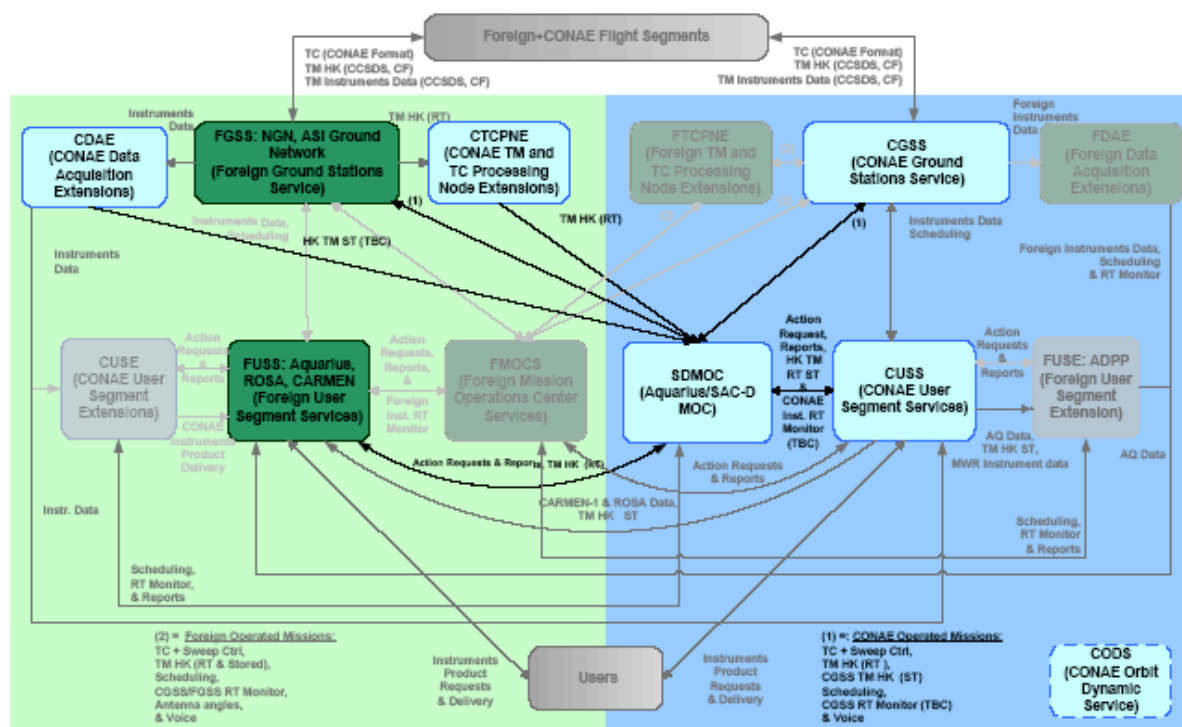 Foreign+CONAE Flight Segments
TC (CONAE Format)
TM HK (CCSDS, CF)
TM Instruments Data (CCSDS, CF)
TC (CONAE Format)
TM HK (CCSDS, CF)
TM Instruments Data (CCSDS, CF)
CDAE
(CONAE Data
Acquisition
Extensions)
Instruments
Data
FGSS: NGN, ASI Ground
Network
(Foreign Ground Stations
Service)
TM HK (RT)
CTCPNE
(CONAE TM and
TC Processing
Node Extensions)
FTCPNE
(Foreign TM and
TC Processing
Node Extensions)
CGSS
(CONAE Ground
Stations Service)
Foreign
Instruments
Data
FDAE
(Foreign Data
Acquisition
Extensions)
(1)
(1)
Instruments Data,
Scheduling
HK TM ST (TBC)
TM HK (RT)
Instruments Data
Scheduling
Instruments
Data
Foreign Instruments Data,
Scheduling
& RT Monitor
CUSE
(CONAE User
Segment
Extensions)
Action
Requests
&
Reports
CONAE
Instruments
Product
Delivery
FUSS: Aquarius,
ROSA, CARMEN
(Foreign User
Segment Services)
Action
Requests,
Reports,
&
Foreign
Inst. RT
Monitor
FMOCS
(Foreign Mission
Operations Center
Services)
SDMOC
(Aquarius/SAC-D
MOC)
Action
Request,
Reports,
HK TM
RT ST
&
CONAE
Inst. RT
Monitor
(TBC)
CUSS
(CONAE User
Segment Services)
Action
Requests
&
Reports
FUSE: ADPP
(Foreign User
Segment
Extension)
AQ Data,
TM HK ST,
MWR Instrument data
AQ Data
Action Requests & Reports, TM HK (RT)
Action Requests
& Reports
CARMEN-1 & ROSA Data,
TM HK ST
Instr. Data
Scheduling,
RT Monitor
& Reports
Scheduling,
RT Monitor,
& Reports
(2) = Foreign Operated Missions:
TC + Sweep Ctrl,
TM HK (RT & Stored),
Scheduling,
CGSS/FGSS RT Monitor,
Antenna angles,
& Voice
Instruments
Product
Requests
& Delivery
Users
Instruments
Product
Requests
& Delivery
(1) =: CONAE Operated Missions:
TC + Sweep Ctrl,
TM HK (RT ),
CGSS TM HK (ST)
Scheduling,
CGSS RT Monitor (TBC)
& Voice
CODS
(CONAE Orbit
Dynamic
Service)